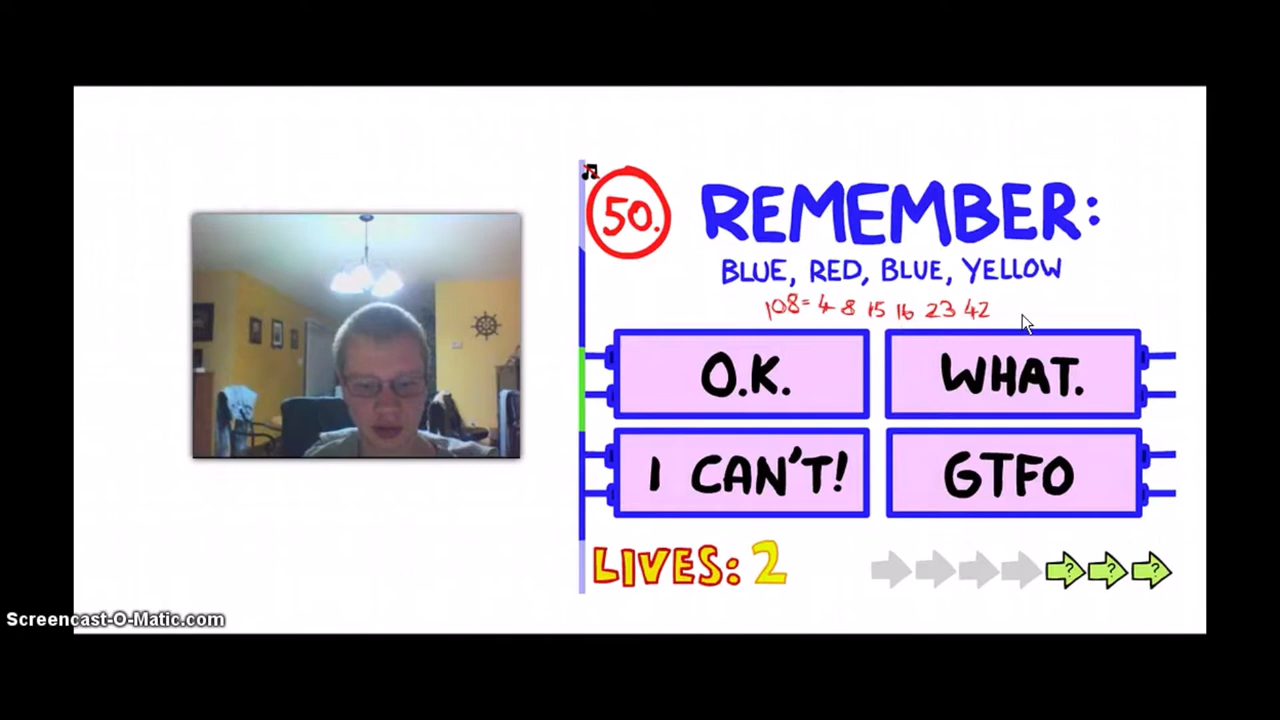 50.
REMEMBER:
BLUE, RED, BLUE, YELLOW
108= 4 8 15 16 23 42
O.K.
WHAT.
I CAN'T!
GTFO
LIVES: 2
? ? ?
Screencast-O-Matic.com